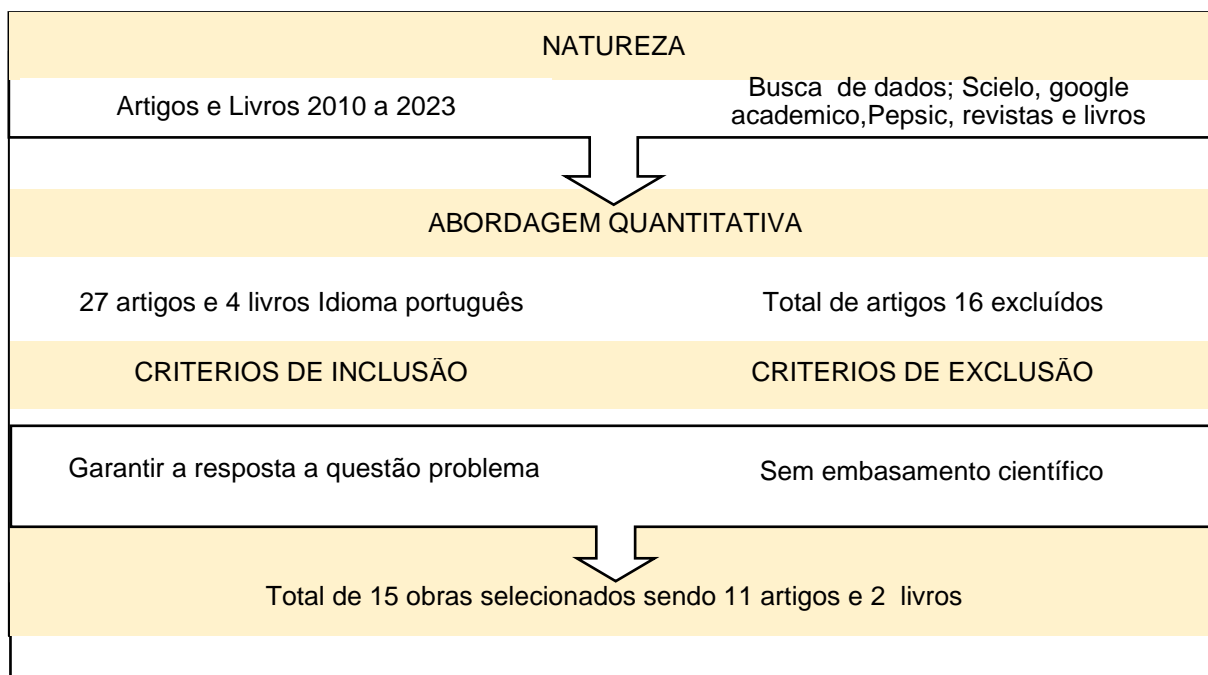 NATUREZA
Artigos e Livros 2010 a 2023
Busca de dados; Scielo, google
academico,Pepsic, revistas e livros
ABORDAGEM QUANTITATIVA
27 artigos e 4 livros Idioma português
Total de artigos 16 excluídos
CRITERIOS DE INCLUSÃO
CRITERIOS DE EXCLUSÃO
Garantir a resposta a questão problema
Sem embasamento científico
Total de 15 obras selecionados sendo 11 artigos e 2 livros